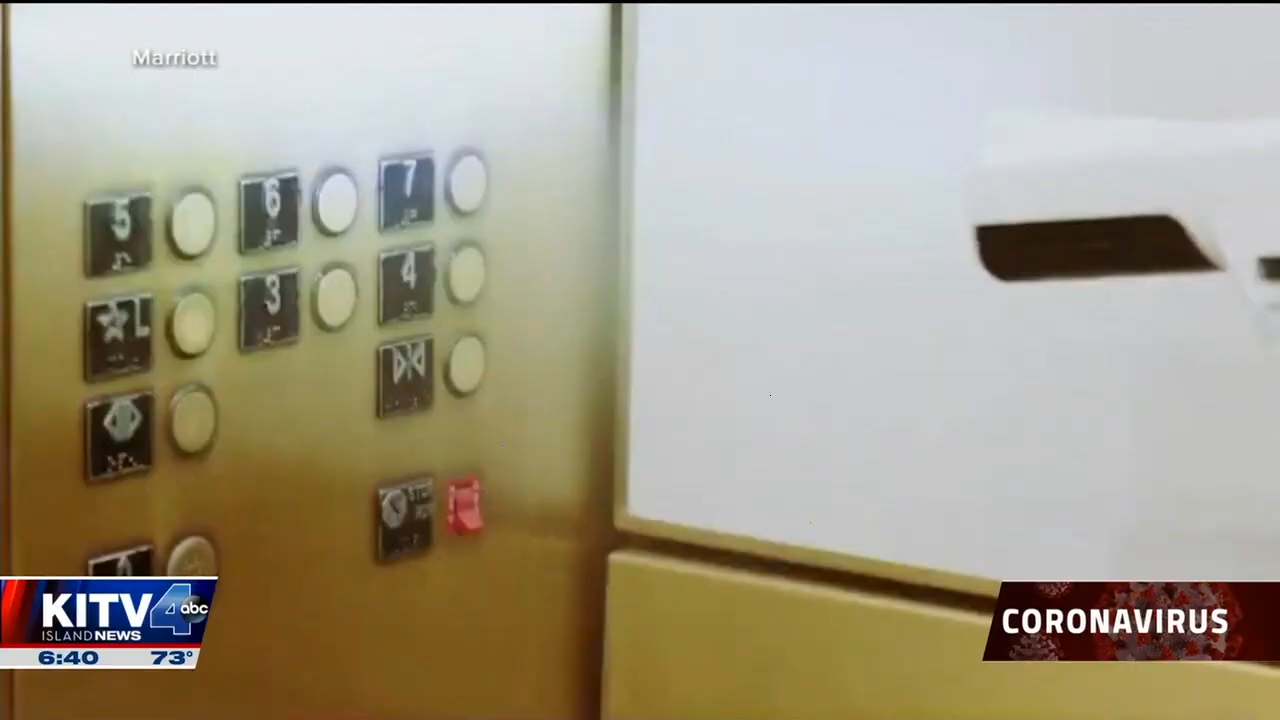 Marriott
5 6 7
★L 3 4
KITV4 abc
ISLAND NEWS
6:40 73°
CORONAVIRUS